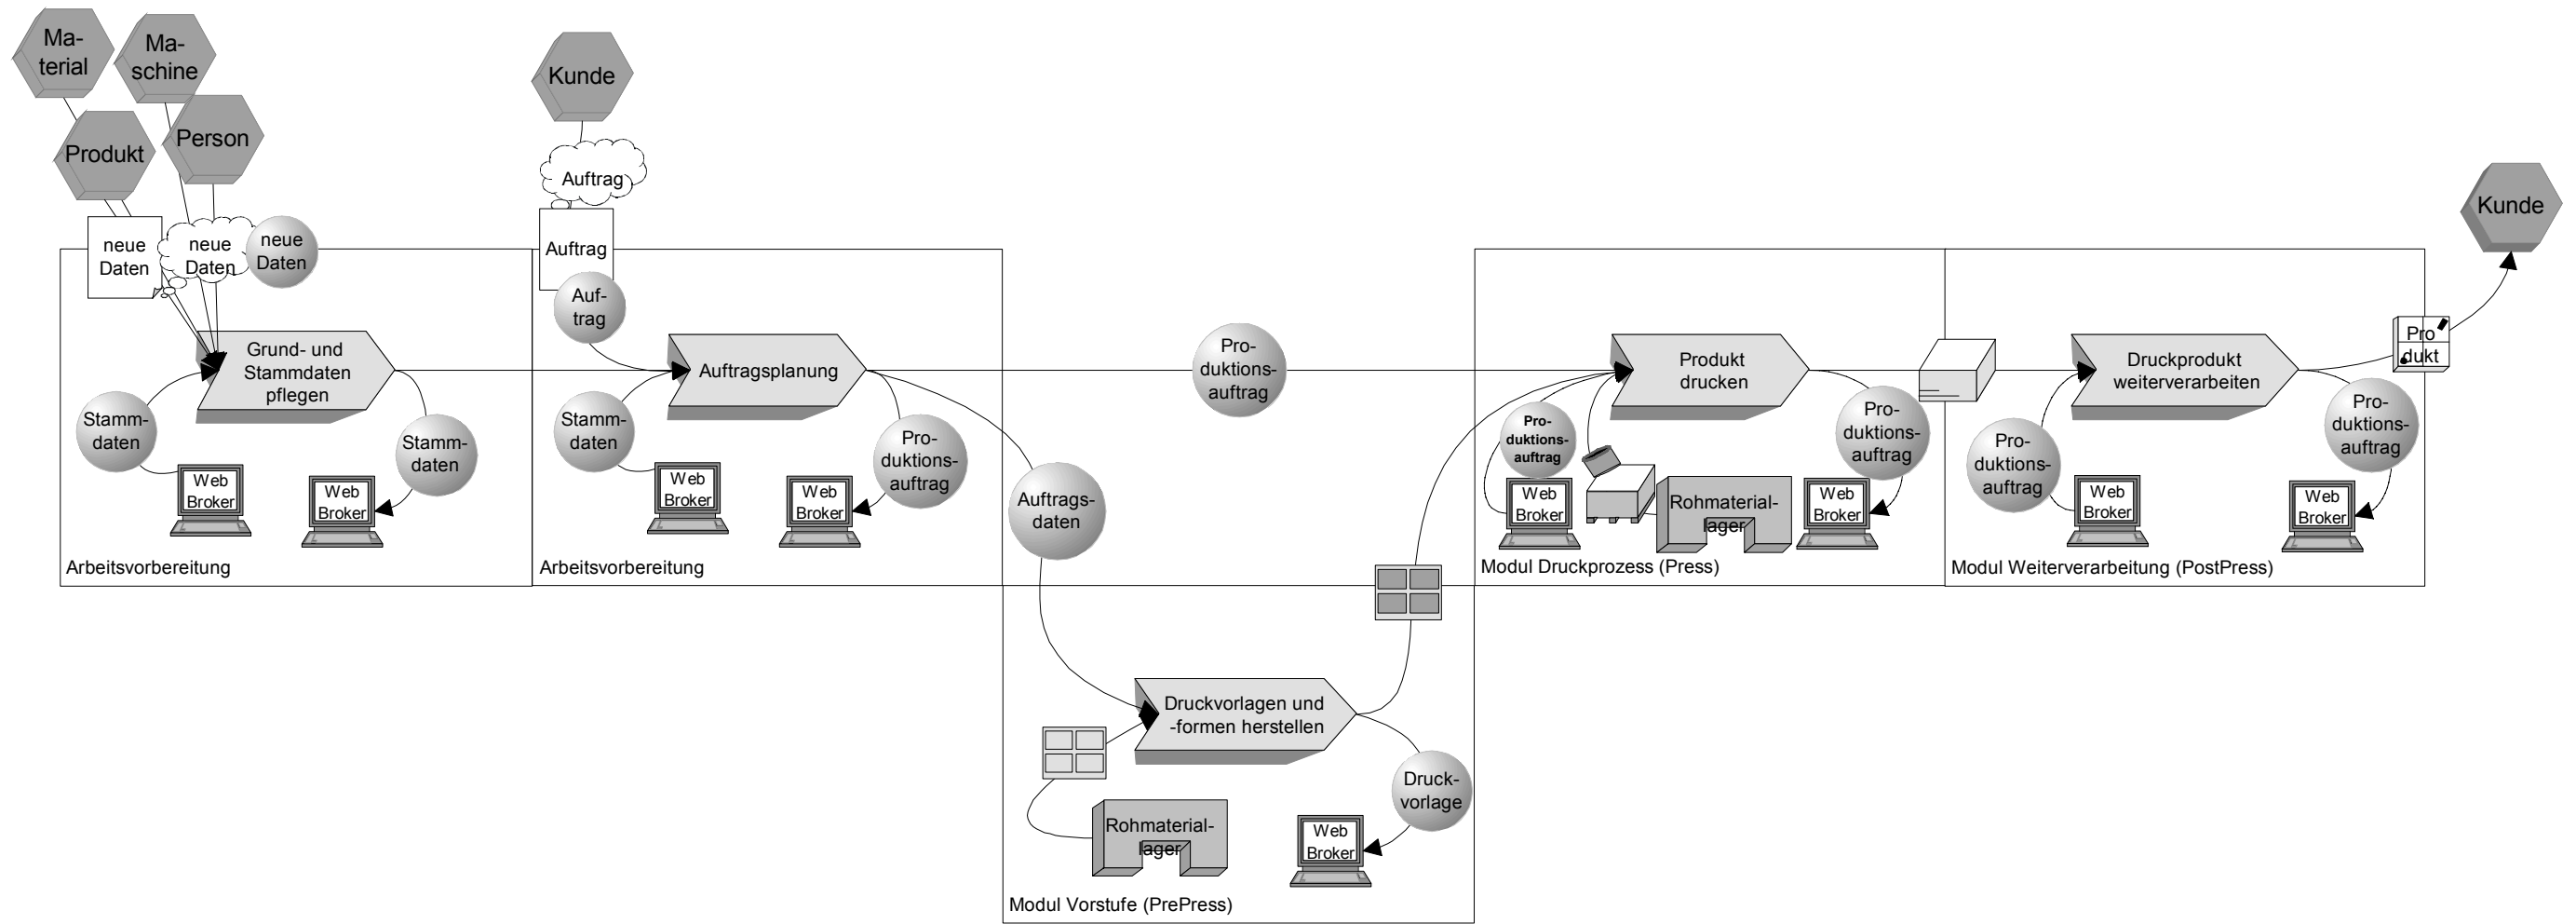 Ma-
terial
Ma-
schine
Produkt
Person
neue
Daten
neue
Daten
neue
Daten
Grund- und
Stammdaten
pflegen
Stamm-
daten
Stamm-
daten
Web
Broker
Web
Broker
Arbeitsvorbereitung
Kunde
Auftrag
Auftrag
Auf-
trag
Auftragsplanung
Stamm-
daten
Pro-
duktions-
auftrag
Web
Broker
Web
Broker
Arbeitsvorbereitung
Pro-
duktions-
auftrag
Auftrags-
daten
Druckvorlagen und
-formen herstellen
Rohmaterial-
lager
Druck-
vorlage
Web
Broker
Modul Vorstufe (PrePress)
Produkt
drucken
Pro-
duktions-
auftrag
Pro-
duktions-
auftrag
Web
Broker
Rohmaterial-
lager
Web
Broker
Modul Druckprozess (Press)
Druckprodukt
weiterverarbeiten
Pro-
duktions-
auftrag
Pro-
duktions-
auftrag
Web
Broker
Web
Broker
Modul Weiterverarbeitung (PostPress)
Pro
dukt
Kunde